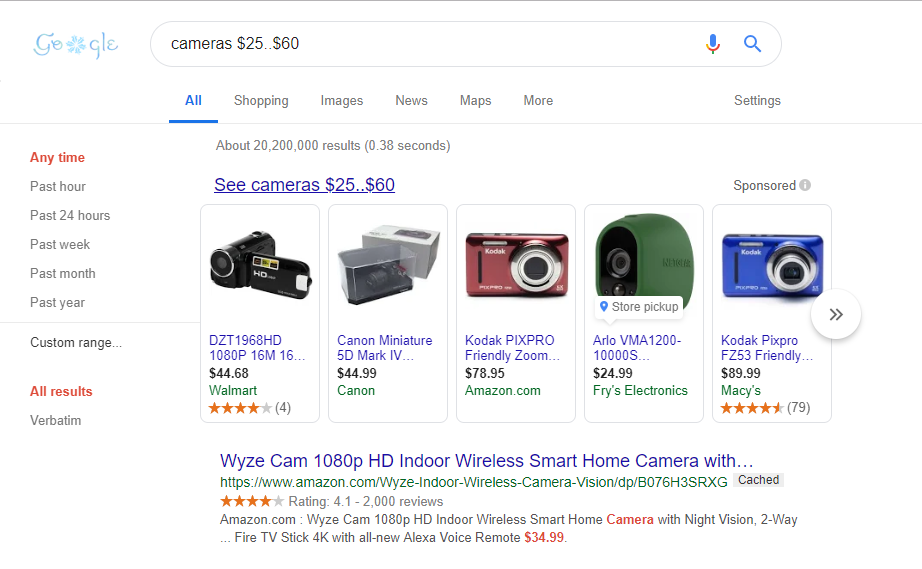 Google
cameras $25..$60
All Shopping Images News Maps More Settings
About 20,200,000 results (0.38 seconds)
Any time
Past hour
Past 24 hours
Past week
Past month
Past year
Custom range...
All results
Verbatim
See cameras $25..$60
Sponsored
HD
DZT1968HD
1080P 16M 16...
$44.68
Walmart
(4)
Canon Miniature
5D Mark IV...
$44.99
Canon
Kodak
PIXPRO
Kodak PIXPRO
Friendly Zoom...
$78.95
Amazon.com
Store pickup
Arlo VMA1200-
10000S...
$24.99
Fry's Electronics
Kodak
PIXPRO
Kodak Pixpro
FZ53 Friendly...
$89.99
Macy's
(79)
Wyze Cam 1080p HD Indoor Wireless Smart Home Camera with...
https://www.amazon.com/Wyze-Indoor-Wireless-Camera-Vision/dp/B076H3SRXG Cached
Rating: 4.1 - 2,000 reviews
Amazon.com : Wyze Cam 1080p HD Indoor Wireless Smart Home Camera with Night Vision, 2-Way
... Fire TV Stick 4K with all-new Alexa Voice Remote $34.99.